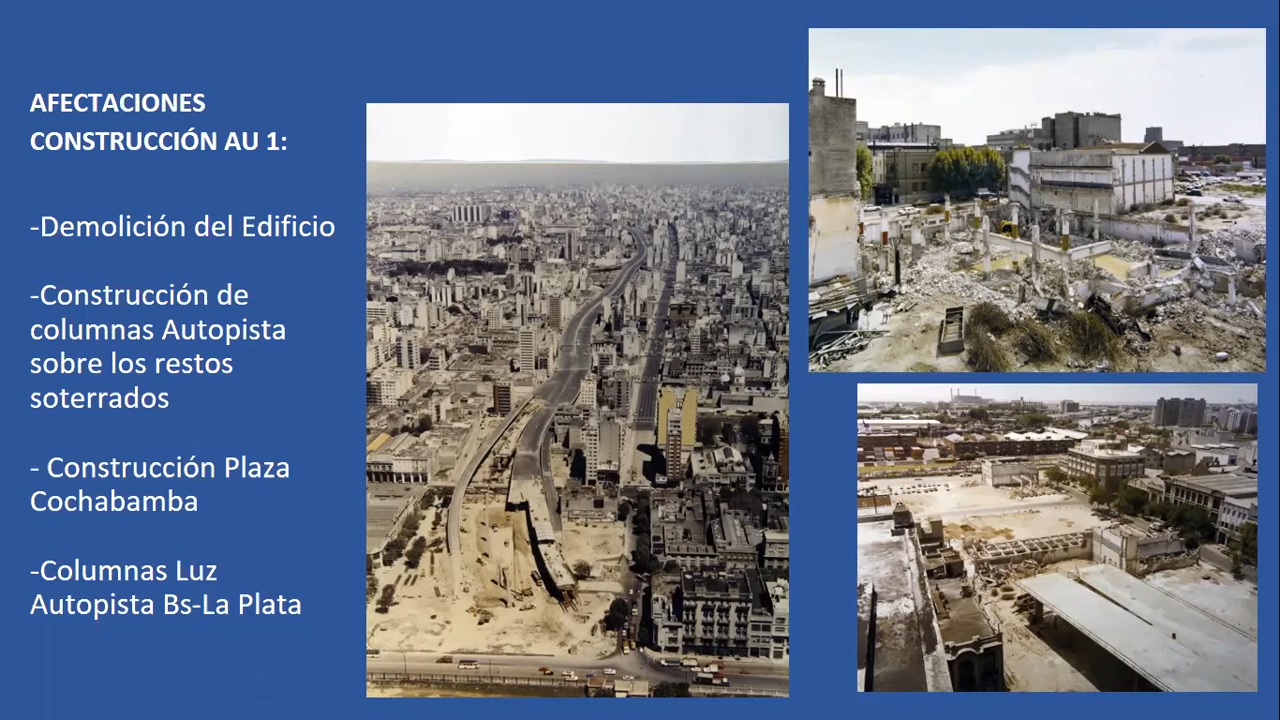 AFECTACIONES
CONSTRUCCIÓN AU 1:
-Demolición del Edificio
-Construcción de
columnas Autopista
sobre los restos
soterrados
- Construcción Plaza
Cochabamba
-Columnas Luz
Autopista Bs-La Plata